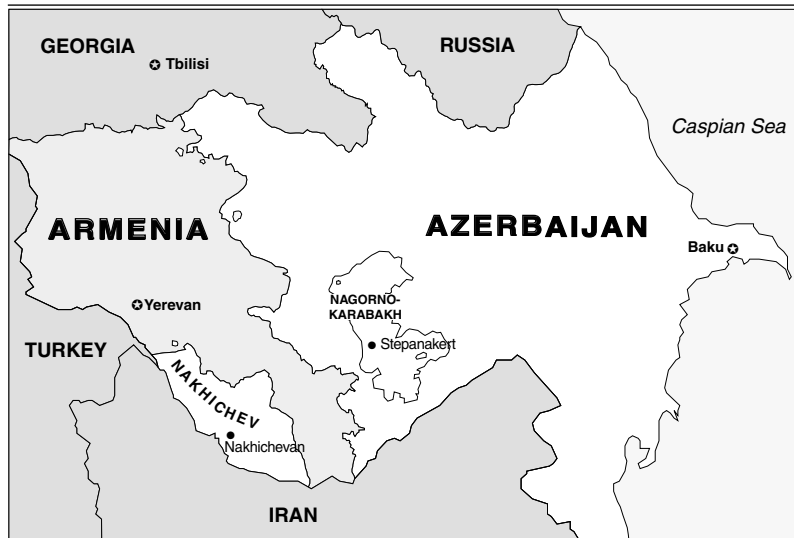 GEORGIA
Tbilisi
RUSSIA
Caspian Sea
ARMENIA
AZERBAIJAN
Baku
NAGORNO-
KARABAKH
Yerevan
Stepanakert
TURKEY
NAKHICHEV
Nakhichevan
IRAN